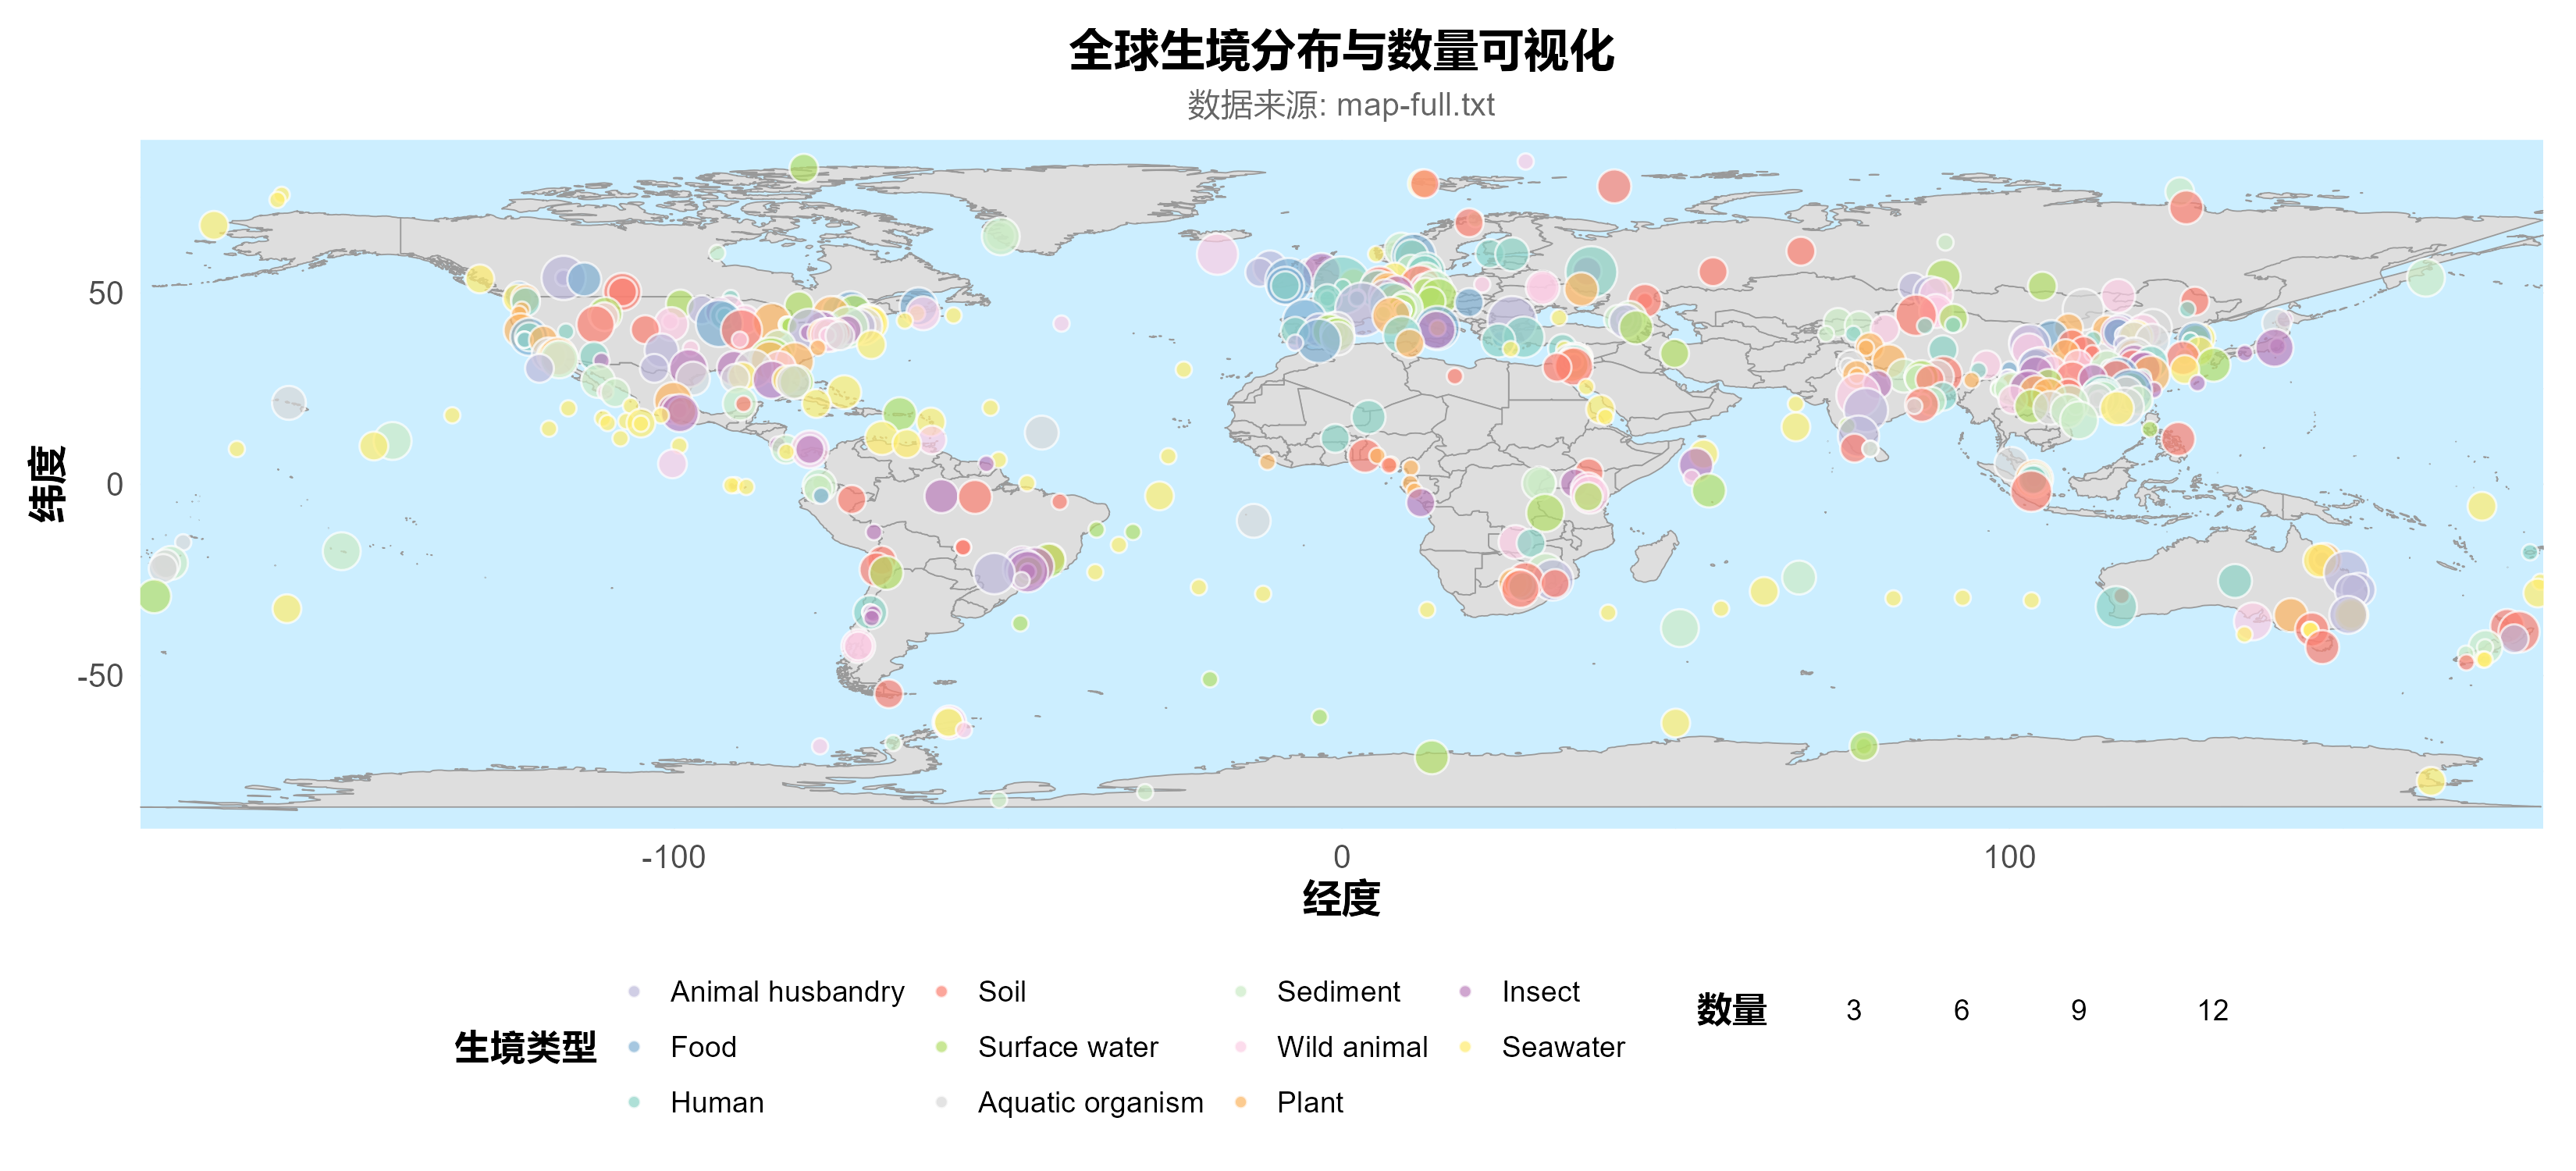 全球生境分布与数量可视化
数据来源: map-full.txt
纬度
50
0
-50
-100 0 100
经度
生境类型
Animal husbandry
Food
Human
Soil
Surface water
Aquatic organism
Sediment
Wild animal
Plant
Insect
Seawater
数量 3 6 9 12